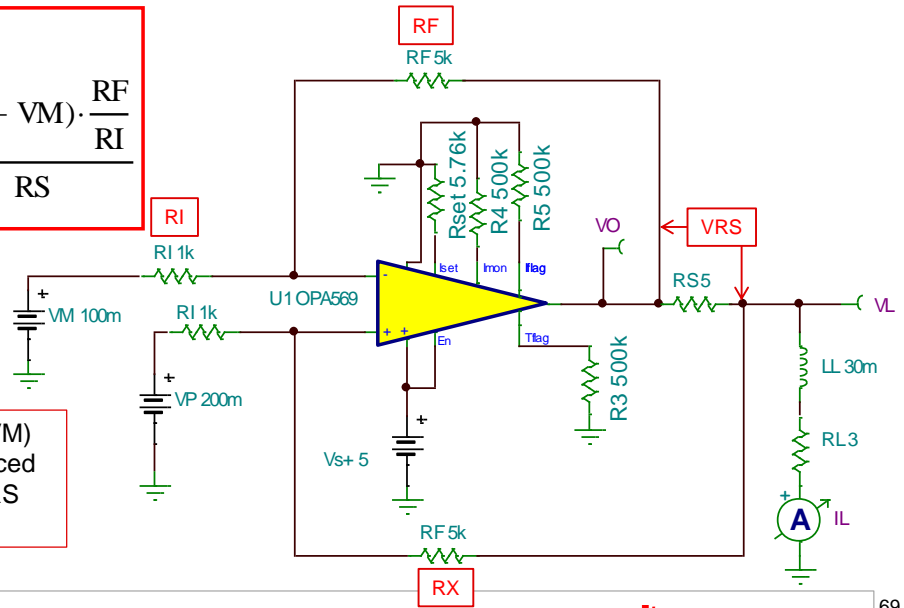 RF
RF 5k
- VM) · RF
RI
RS
Rset 5.76k
R4 500k
R5 500k
RI
VO
VRS
RI 1k
Iset
Imon
Iflag
RS 5
-
U1 OPA569
VL
+
VM 100m
RI 1k
+ +
En
Tflag
LL 30m
+
VP 200m
R3 500k
+
/M)
ced
S
Vs+ 5
RL 3
+
A
IL
RF 5k
RX
69